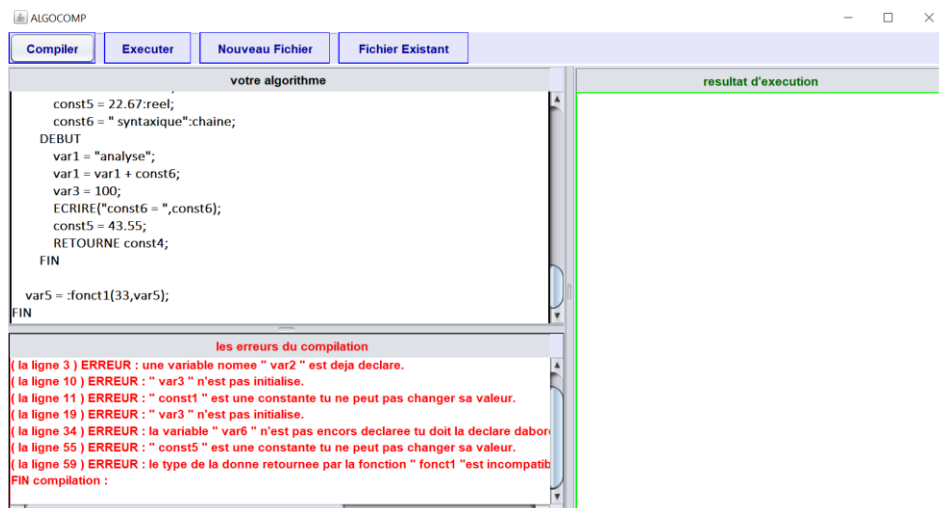 ALGOCOMP
Compiler Executer Nouveau Fichier Fichier Existant
votre algorithme
const5 = 22.67:reel;
const6 = " syntaxique":chaine;
DEBUT
var1 = "analyse";
var1 = var1 + const6;
var3 = 100;
ECRIRE("const6 = ",const6);
const5 = 43.55;
RETOURNE const4;
FIN
var5 = :fonct1(33,var5);
FIN
les erreurs du compilation
( la ligne 3 ) ERREUR : une variable nomee " var2 " est deja declare.
( la ligne 10 ) ERREUR : " var3 " n'est pas initialise.
( la ligne 11 ) ERREUR : " const1 " est une constante tu ne peut pas changer sa valeur.
( la ligne 19 ) ERREUR : " var3 " n'est pas initialise.
( la ligne 34 ) ERREUR : la variable " var6 " n'est pas encors declaree tu doit la declare dabor
( la ligne 55 ) ERREUR : " const5 " est une constante tu ne peut pas changer sa valeur.
( la ligne 59 ) ERREUR : le type de la donne retournee par la fonction " fonct1 "est incompatib
FIN compilation :
resultat d'execution